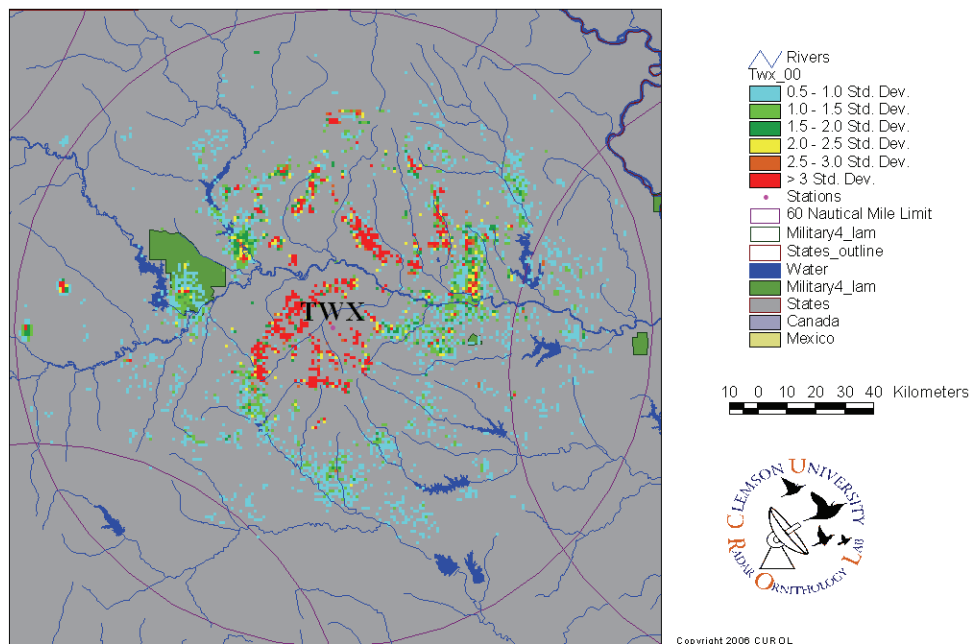 TWX
Rivers
Twx_00
0.5 - 1.0 Std. Dev.
1.0 - 1.5 Std. Dev.
1.5 - 2.0 Std. Dev.
2.0 - 2.5 Std. Dev.
2.5 - 3.0 Std. Dev.
> 3 Std. Dev.
Stations
60 Nautical Mile Limit
Military4_lam
States_outline
Water
Military4_lam
States
Canada
Mexico
10 0 10 20 30 40 Kilometers
CLEMSON UNIVERSITY
RADAR ORNITHOLOGY LAB
Copyright 2006 CUROL